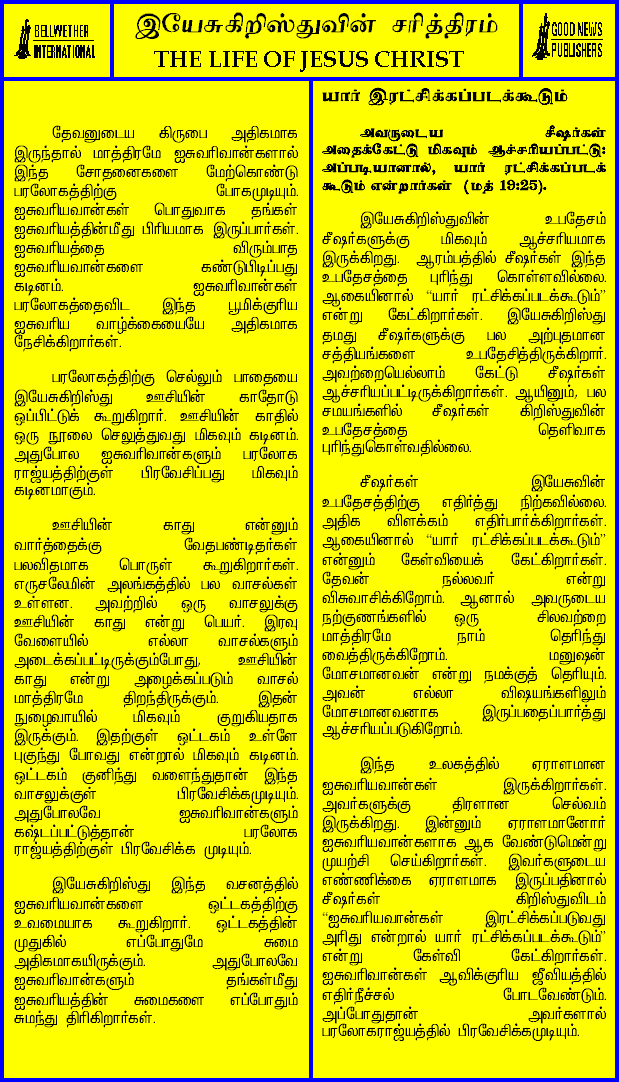 BELLWETHER
INTERNATIONAL
இயேசுகிறிஸ்துவின் சரித்திரம்
THE LIFE OF JESUS CHRIST
GOOD NEWS
PUBLISHERS
தேவனுடைய கிருபை அதிகமாக
இருந்தால் மாத்திரமே ஐசுவரிவான்களால்
இந்த சோதனைகளை மேற்கொண்டு
பரலோகத்திற்கு போகமுடியும்.
ஐசுவரியவான்கள் பொதுவாக தங்கள்
ஐசுவரியத்தின்மீது பிரியமாக இருப்பார்கள்.
ஐசுவரியத்தை விரும்பாத
ஐசுவரியவான்களை கண்டுபிடிப்பது
கடினம். ஐசுவரியவான்கள்
பரலோகத்தைவிட இந்த பூமிக்குரிய
ஐசுவரிய வாழ்க்கையையே அதிகமாக
நேசிக்கிறார்கள்.
பரலோகத்திற்கு செல்லும் பாதையை
இயேசுகிறிஸ்து ஊசியின் காதோடு
ஒப்பிட்டுக் கூறுகிறார். ஊசியின் காதில்
ஒரு நூலை செலுத்துவது மிகவும் கடினம்.
அதுபோல ஐசுவரிவான்களும் பரலோக
ராஜ்யத்திற்குள் பிரவேசிப்பது மிகவும்
கடினமாகும்.
ஊசியின் காது என்னும்
வார்த்தைக்கு வேதபண்டிதர்கள்
பலவிதமாக பொருள் கூறுகிறார்கள்.
எருசலேமின் அலங்கத்தில் பல வாசல்கள்
உள்ளன. அவற்றில் ஒரு வாசலுக்கு
ஊசியின் காது என்று பெயர். இரவு
வேளையில் எல்லா வாசல்களும்
அடைக்கப்பட்டிருக்கும்போது, ஊசியின்
காது என்று அழைக்கப்படும் வாசல்
மாத்திரமே திறந்திருக்கும். இதன்
நுழைவாயில் மிகவும் குறுகியதாக
இருக்கும். இதற்குள் ஒட்டகம் உள்ளே
புகுந்து போவது என்றால் மிகவும் கடினம்.
ஒட்டகம் குனிந்து வளைந்துதான் இந்த
வாசலுக்குள் பிரவேசிக்கமுடியும்.
அதுபோலவே ஐசுவரிவான்களும்
கஷ்டப்பட்டுத்தான் பரலோக
ராஜ்யத்திற்குள் பிரவேசிக்க முடியும்.
இயேசுகிறிஸ்து இந்த வசனத்தில்
ஐசுவரியவான்களை ஒட்டகத்திற்கு
உவமையாக கூறுகிறார். ஒட்டகத்தின்
முதுகில் எப்போதுமே சுமை
அதிகமாகயிருக்கும். அதுபோலவே
ஐசுவரிவான்களும் தங்கள்மீது
ஐசுவரியத்தின் சுமைகளை எப்போதும்
சுமந்து திரிகிறார்கள்.
யார் இரட்சிக்கப்படக்கூடும்
அவருடைய சீஷர்கள்
அதைக்கேட்டு மிகவும் ஆச்சரியப்பட்டு:
அப்படியானால், யார் ரட்சிக்கப்படக்
கூடும் என்றார்கள் (மத் 19:25).
இயேசுகிறிஸ்துவின் உபதேசம்
சீஷர்களுக்கு மிகவும் ஆச்சரியமாக
இருக்கிறது. ஆரம்பத்தில் சீஷர்கள் இந்த
உபதேசத்தை புரிந்து கொள்ளவில்லை.
ஆகையினால் “யார் ரட்சிக்கப்படக்கூடும்”
என்று கேட்கிறார்கள். இயேசுகிறிஸ்து
தமது சீஷர்களுக்கு பல அற்புதமான
சத்தியங்களை உபதேசித்திருக்கிறார்.
அவற்றையெல்லாம் கேட்டு சீஷர்கள்
ஆச்சரியப்பட்டிருக்கிறார்கள். ஆயினும், பல
சமயங்களில் சீஷர்கள் கிறிஸ்துவின்
உபதேசத்தை தெளிவாக
புரிந்துகொள்வதில்லை.
சீஷர்கள் இயேசுவின்
உபதேசத்திற்கு எதிர்த்து நிற்கவில்லை.
அதிக விளக்கம் எதிர்பார்க்கிறார்கள்.
ஆகையினால் “யார் ரட்சிக்கப்படக்கூடும்”
என்னும் கேள்வியைக் கேட்கிறார்கள்.
தேவன் நல்லவர் என்று
விசுவாசிக்கிறோம். ஆனால் அவருடைய
நற்குணங்களில் ஒரு சிலவற்றை
மாத்திரமே நாம் தெரிந்து
வைத்திருக்கிறோம். மனுஷன்
மோசமானவன் என்று நமக்குத் தெரியும்.
அவன் எல்லா விஷயங்களிலும்
மோசமானவனாக இருப்பதைப்பார்த்து
ஆச்சரியப்படுகிறோம்.
இந்த உலகத்தில் ஏராளமான
ஐசுவரியவான்கள் இருக்கிறார்கள்.
அவர்களுக்கு திரளான செல்வம்
இருக்கிறது. இன்னும் ஏராளமானோர்
ஐசுவரியவான்களாக ஆக வேண்டுமென்று
முயற்சி செய்கிறார்கள். இவர்களுடைய
எண்ணிக்கை ஏராளமாக இருப்பதினால்
சீஷர்கள் கிறிஸ்துவிடம்
“ஐசுவரியவான்கள் இரட்சிக்கப்படுவது
அரிது என்றால் யார் ரட்சிக்கப்படக்கூடும்”
என்று கேள்வி கேட்கிறார்கள்.
ஐசுவரிவான்கள் ஆவிக்குரிய ஜீவியத்தில்
எதிர்நீச்சல் போடவேண்டும்.
அப்போதுதான் அவர்களால்
பரலோகராஜ்யத்தில் பிரவேசிக்கமுடியும்.